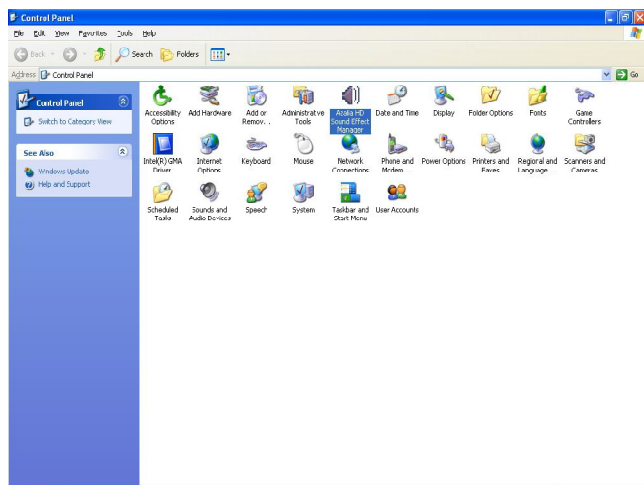 Control Panel
File Edit View Favorites Tools Help
Back Search Folders
Address Control Panel Go
Control Panel
Switch to Category View
See Also
Windows Update
Help and Support
Accessibility Options
Add Hardware
Add or Remov...
Administrative Tools
Azalia HD Sound Effect Manager
Date and Time
Display
Folder Options
Fonts
Game Controllers
Intel(R) GMA Driver
Internet Options
Keyboard
Mouse
Network Connections
Phone and Modem ...
Power Options
Printers and Faxes
Regional and Language ...
Scanners and Cameras
Scheduled Tasks
Sounds and Audio Devices
Speech
System
Taskbar and Start Menu
User Accounts